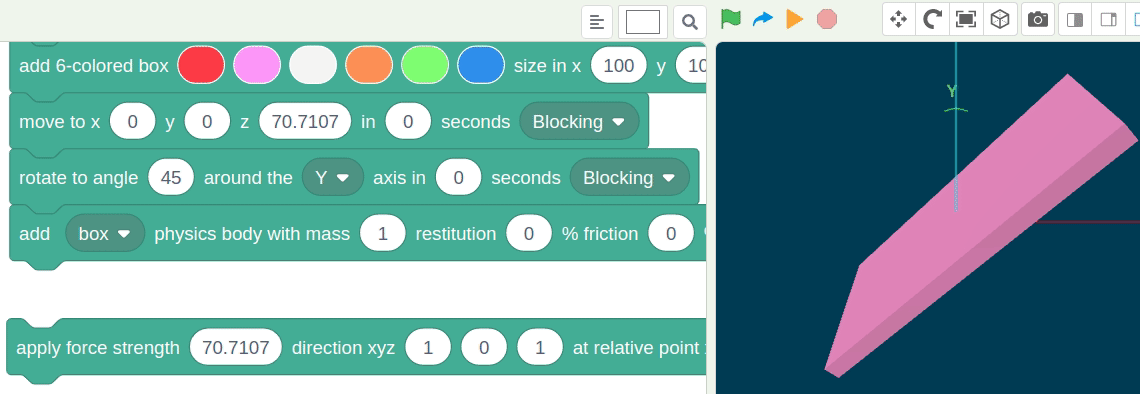 add 6-colored box size in x 100 y 10
move to x 0 y 0 z 70.7107 in 0 seconds Blocking
rotate to angle 45 around the Y axis in 0 seconds Blocking
add box physics body with mass 1 restitution 0 % friction 0
apply force strength 70.7107 direction xyz 1 0 1 at relative point
Y